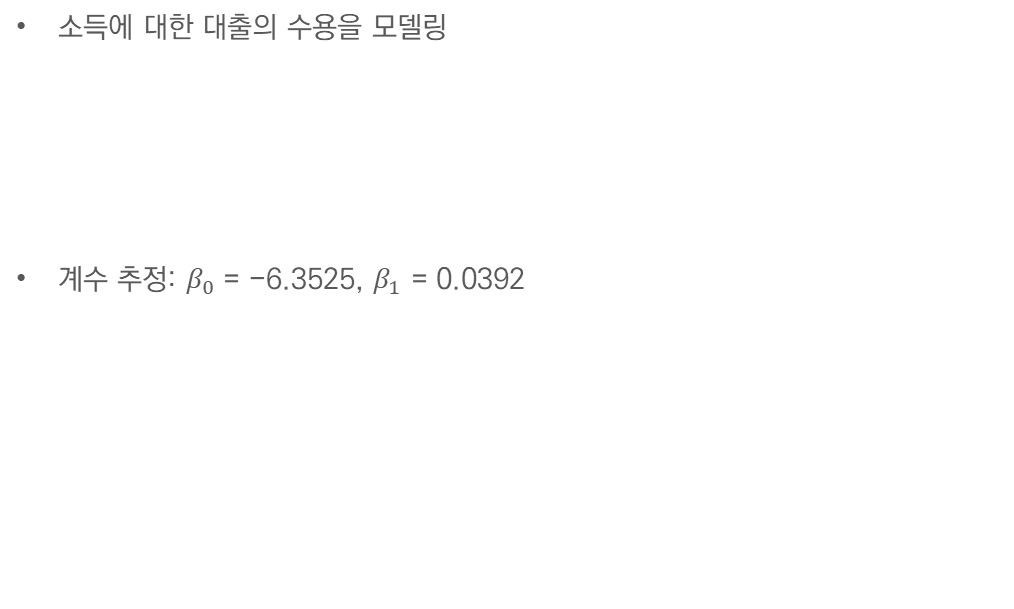 • 소득에 대한 대출의 수용을 모델링
• 계수 추정: β₀ = −6.3525, β₁ = 0.0392